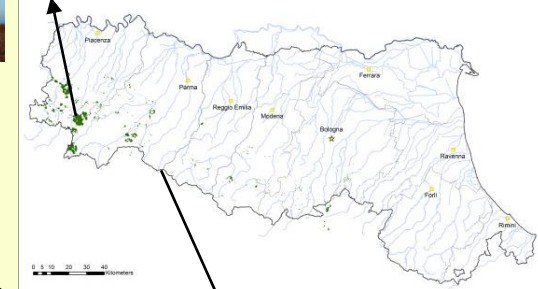 Piacenza
Parma
Reggio Emilia
Modena
Ferrara
Bologna
Ravenna
Forlì
Rimini
0 5 10 20 30 40
Kilometers